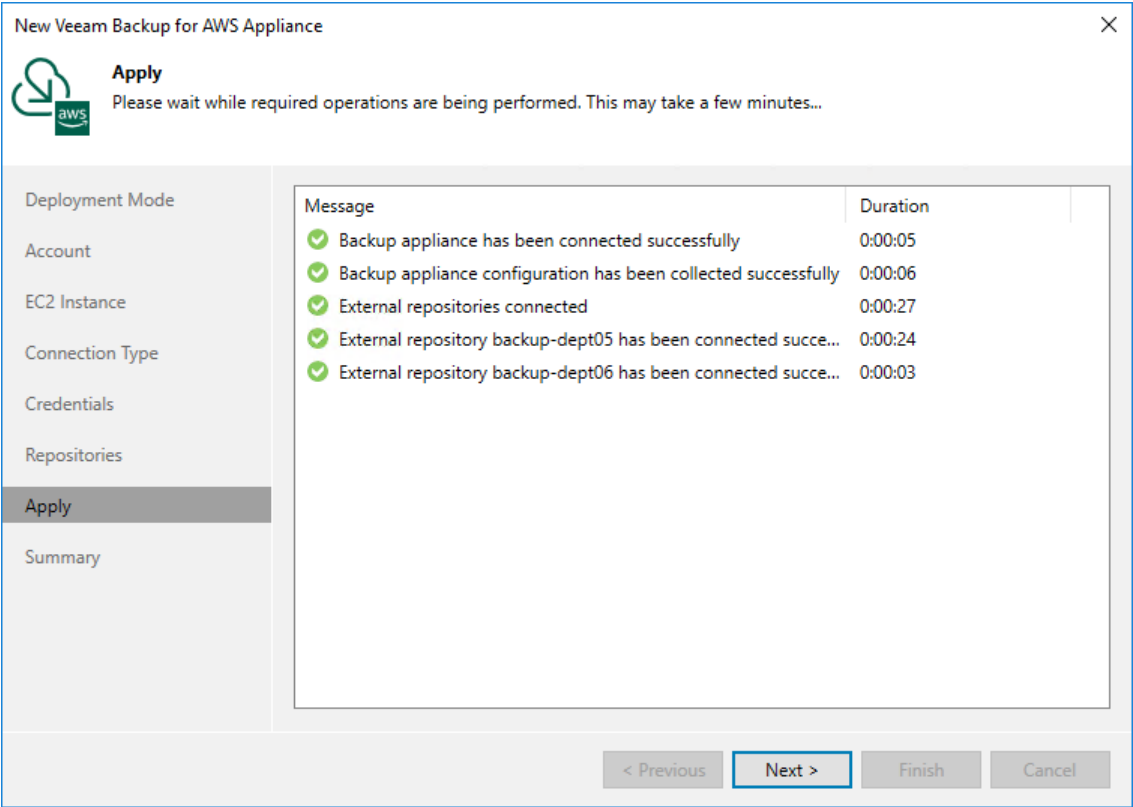 New Veeam Backup for AWS Appliance
Apply
Please wait while required operations are being performed. This may take a few minutes...
aws
Deployment Mode
Account
EC2 Instance
Connection Type
Credentials
Repositories
Apply
Summary
Message Duration
Backup appliance has been connected successfully 0:00:05
Backup appliance configuration has been collected successfully 0:00:06
External repositories connected 0:00:27
External repository backup-dept05 has been connected succe... 0:00:24
External repository backup-dept06 has been connected succe... 0:00:03
< Previous Next > Finish Cancel